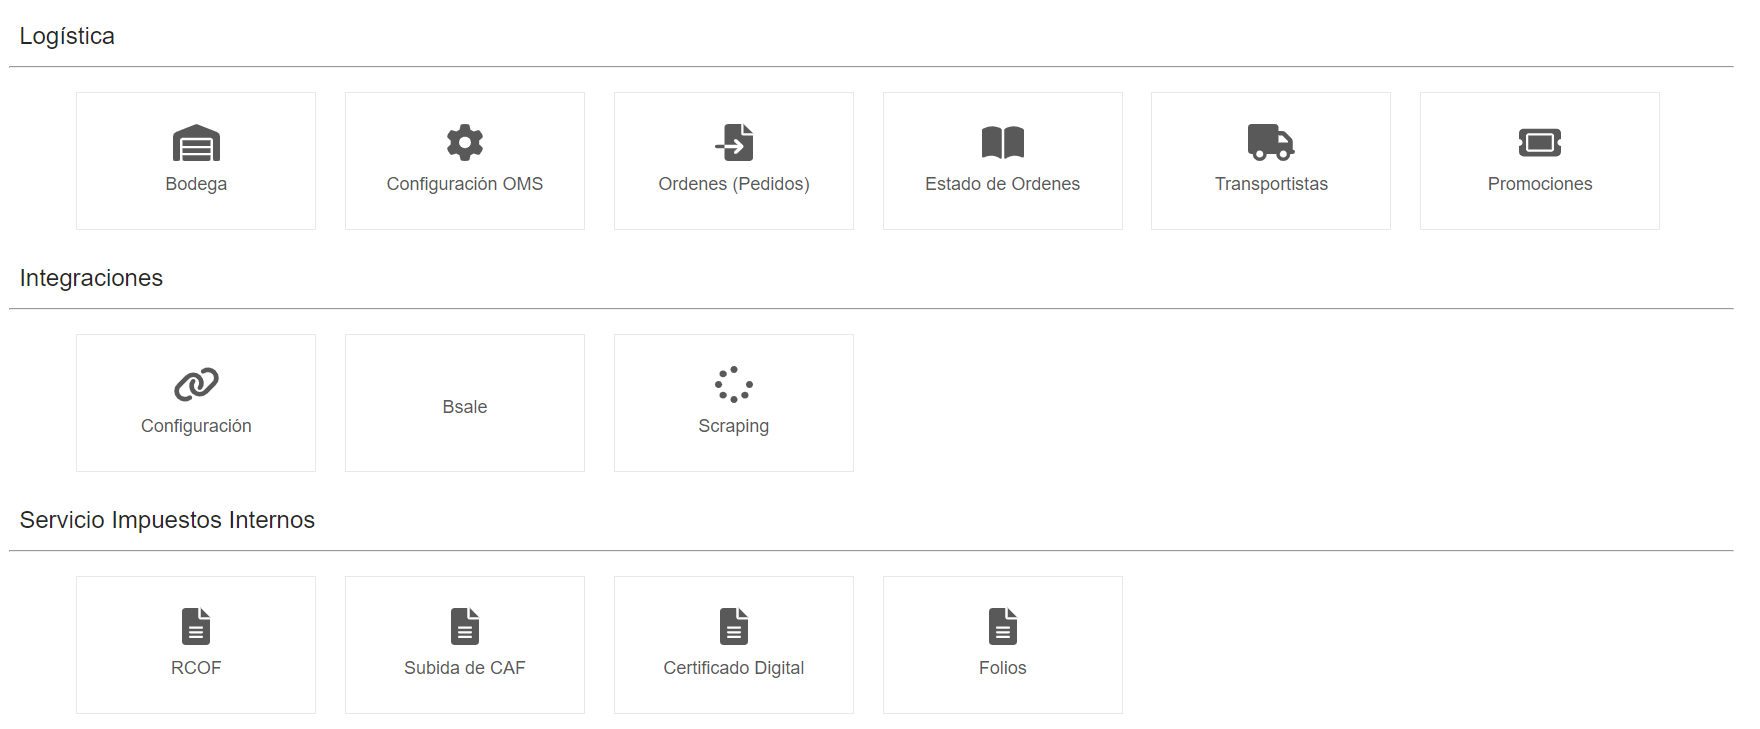 Logística
Bodega
Configuración OMS
Ordenes (Pedidos)
Estado de Ordenes
Transportistas
Promociones
Integraciones
Configuración
Bsale
Scraping
Servicio Impuestos Internos
RCOF
Subida de CAF
Certificado Digital
Folios